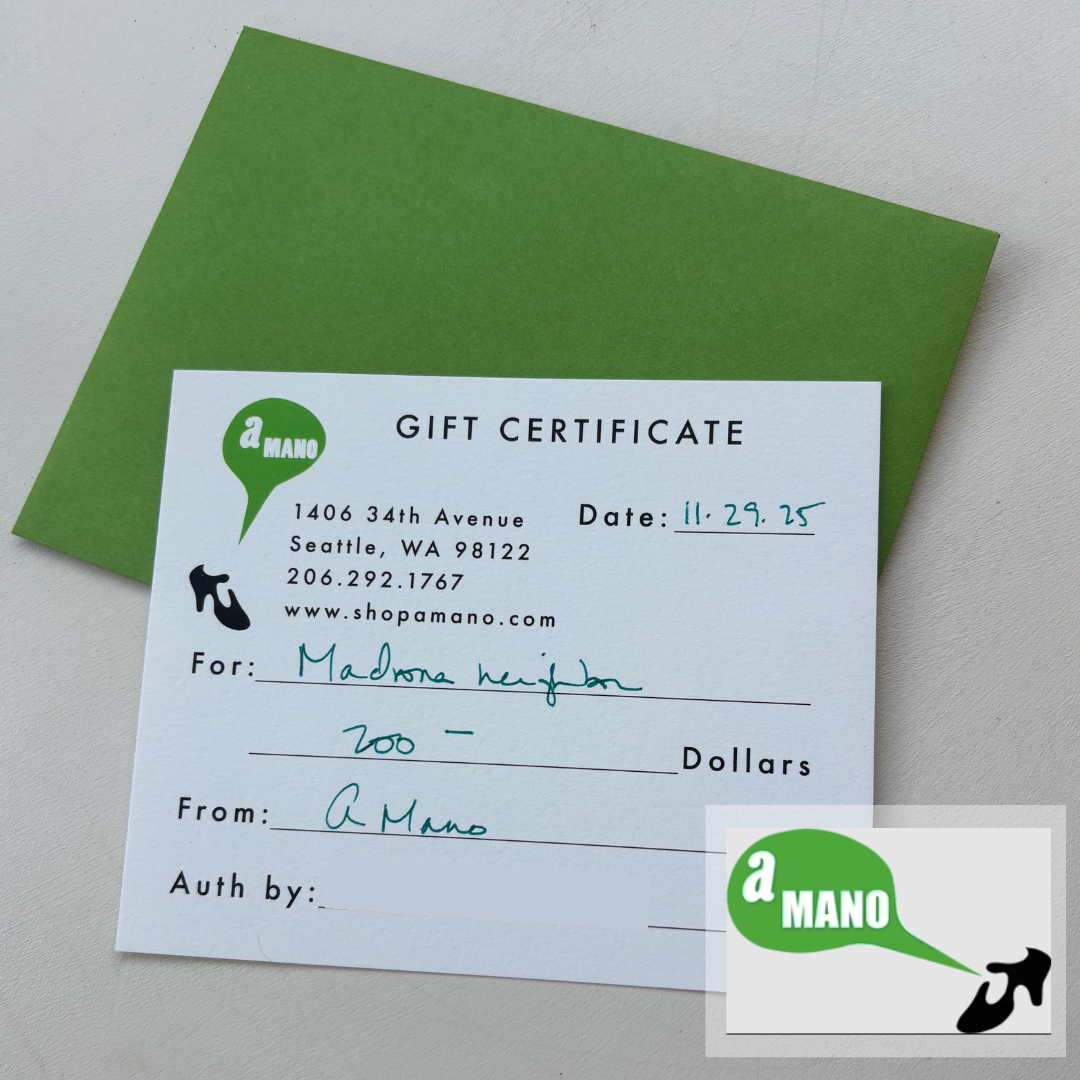 a
MANO
GIFT CERTIFICATE
1406 34th Avenue
Seattle, WA 98122
206.292.1767
www.shopamano.com
Date: 11.29.25
For: Madrona neighbor
200 — Dollars
From: a Mano
Auth by:
a
MANO